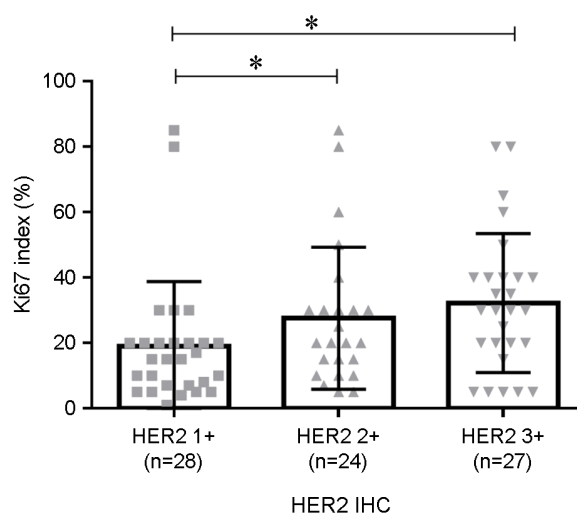 *
*
100
80
60
40
20
0
Ki67 index (%)
HER2 1+ HER2 2+ HER2 3+
(n=28) (n=24) (n=27)
HER2 IHC